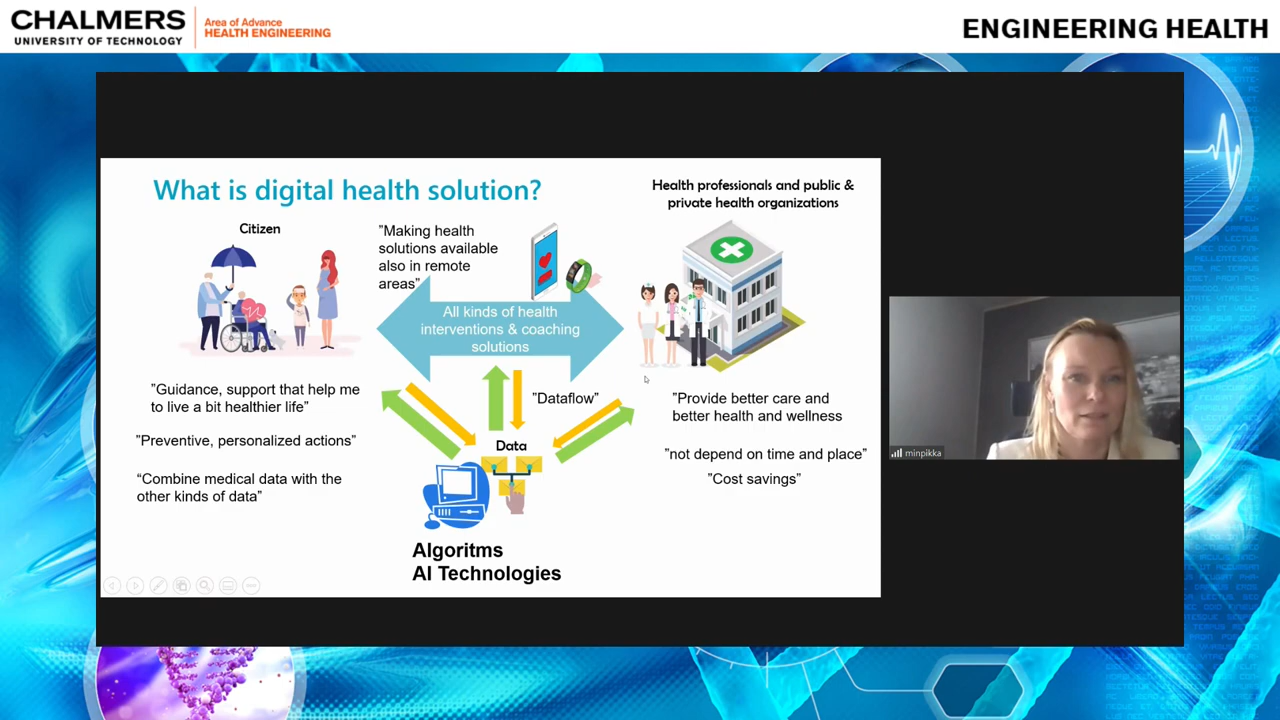 CHALMERS
UNIVERSITY OF TECHNOLOGY
Area of Advance
HEALTH ENGINEERING
ENGINEERING HEALTH
What is digital health solution?
Health professionals and public &
private health organizations
Citizen
"Making health
solutions available
also in remote
areas"
All kinds of health
interventions & coaching
solutions
"Guidance, support that help me
to live a bit healthier life"
"Preventive, personalized actions"
“Combine medical data with the
other kinds of data”
"Dataflow"
Data
"Provide better care and
better health and wellness
"not depend on time and place"
"Cost savings"
Algoritms
AI Technologies
minpikka